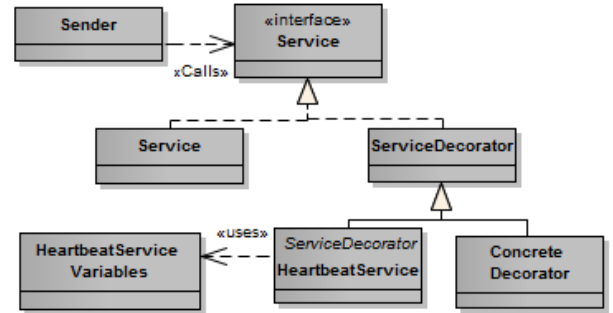 Sender
«interface»
Service
«Calls»
Service
ServiceDecorator
«uses»
HeartbeatService
Variables
ServiceDecorator
HeartbeatService
Concrete
Decorator